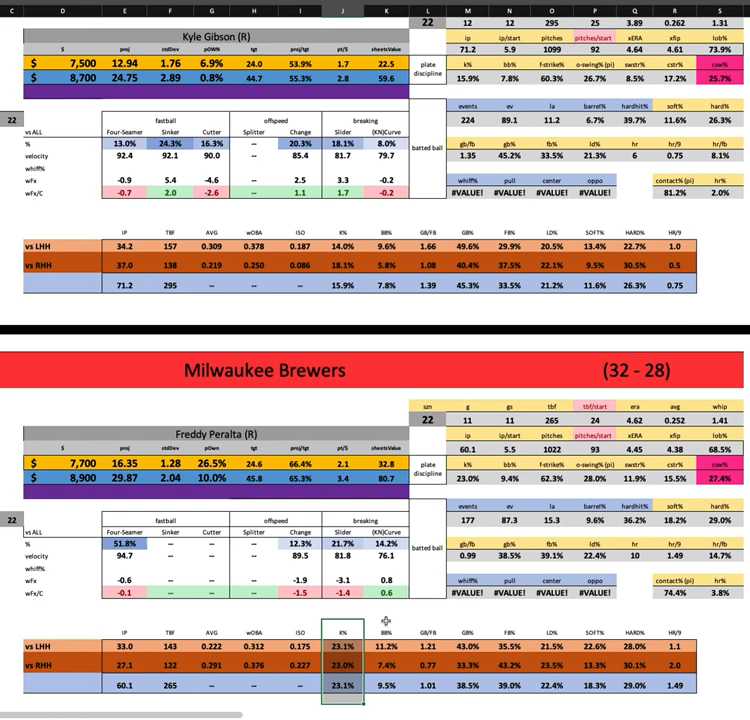 C D E F G H I J K L M N O P Q R S
22 12 12 295 25 3.89 0.262 1.31
Kyle Gibson (R) ip ip/start pitches pitches/start xERA xfip lob%
$ proj stdDev pOWN tgt proj/tgt pt/$ sheetsValue 71.2 5.9 1099 92 4.64 4.61 73.9%
$ 7,500 12.94 1.76 6.9% 24.0 53.9% 1.7 22.5 plate discipline k% bb% f-strike% o-swing% (pi) swstr% cstr% csw%
$ 8,700 24.75 2.89 0.8% 44.7 55.3% 2.8 59.6 15.9% 7.8% 60.3% 26.7% 8.5% 17.2% 25.7%
events ev la barrel% hardhit% soft% hard%
22 fastball offspeed breaking 224 89.1 11.2 6.7% 39.7% 11.6% 26.3%
vs ALL Four-Seamer Sinker Cutter Splitter Change Slider (KN)Curve
% 13.0% 24.3% 16.3% -- 20.3% 18.1% 8.0% batted ball gb/fb gb% fb% ld% hr hr/9 hr/fb
velocity 92.4 92.1 90.0 -- 85.4 81.7 79.7 1.35 45.2% 33.5% 21.3% 6 0.75 8.1%
whiff%
wFx -0.9 5.4 -4.6 2.5 3.3 -0.2 whiff% pull center oppo contact% (pi) hr%
wFx/C -0.7 2.0 -2.6 1.1 1.7 -0.2 #VALUE! #VALUE! #VALUE! #VALUE! 81.2% 2.0%
IP TBF AVG wOBA ISO K% BB% GB/FB GB% FB% LD% SOFT% HARD% HR/9
vs LHH 34.2 157 0.309 0.378 0.187 14.0% 9.6% 1.66 49.6% 29.9% 20.5% 13.4% 22.7% 1.0
vs RHH 37.0 138 0.219 0.250 0.086 18.1% 5.8% 1.08 40.4% 37.5% 22.1% 9.5% 30.5% 0.5
71.2 295 -- -- -- 15.9% 7.8% 1.39 45.3% 33.5% 21.2% 11.6% 26.3% 0.75
Milwaukee Brewers (32 - 28)
szn g gs tbf tbf/start era avg whip
22 11 11 265 24 4.62 0.252 1.41
Freddy Peralta (R) ip ip/start pitches pitches/start xERA xfip lob%
$ proj stdDev pOwn tgt proj/tgt pt/$ sheetsValue 60.1 5.5 1022 93 4.45 4.38 68.5%
$ 7,700 16.35 1.28 26.5% 24.6 66.4% 2.1 32.8 plate discipline k% bb% f-strike% o-swing% (pi) swstr% cstr% csw%
$ 8,900 29.87 2.04 10.0% 45.8 65.3% 3.4 80.7 23.0% 9.4% 62.3% 28.0% 11.9% 15.5% 27.4%
events ev la barrel% hardhit% soft% hard%
22 fastball offspeed breaking 177 87.3 15.3 9.6% 36.2% 18.2% 29.0%
vs ALL Four-Seamer Sinker Cutter Splitter Change Slider (KN)Curve
% 51.8% -- -- -- 12.3% 21.7% 14.2% batted ball gb/fb gb% fb% ld% hr hr/9 hr/fb
velocity 94.7 -- -- -- 89.5 81.8 76.1 0.99 38.5% 39.1% 22.4% 10 1.49 14.7%
whiff%
wFx -0.6 -1.9 -3.1 0.8 whiff% pull center oppo contact% (pi) hr%
wFx/C -0.1 -- -- -- -1.5 -1.4 0.6 #VALUE! #VALUE! #VALUE! #VALUE! 74.4% 3.8%
IP TBF AVG wOBA ISO K% BB% GB/FB GB% FB% LD% SOFT% HARD% HR/9
vs LHH 33.0 143 0.222 0.312 0.175 23.1% 11.2% 1.21 43.0% 35.5% 21.5% 22.6% 28.0% 1.1
vs RHH 27.1 122 0.291 0.376 0.227 23.0% 7.4% 0.77 33.3% 43.2% 23.5% 13.3% 30.1% 2.0
60.1 265 -- -- -- 23.1% 9.5% 1.01 38.5% 39.0% 22.4% 18.3% 29.0% 1.49